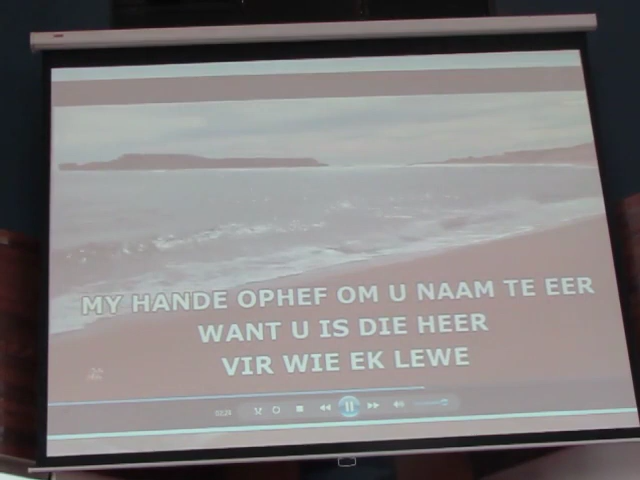 MY HANDE OPHEF OM U NAAM TE EER
WANT U IS DIE HEER
VIR WIE EK LEWE